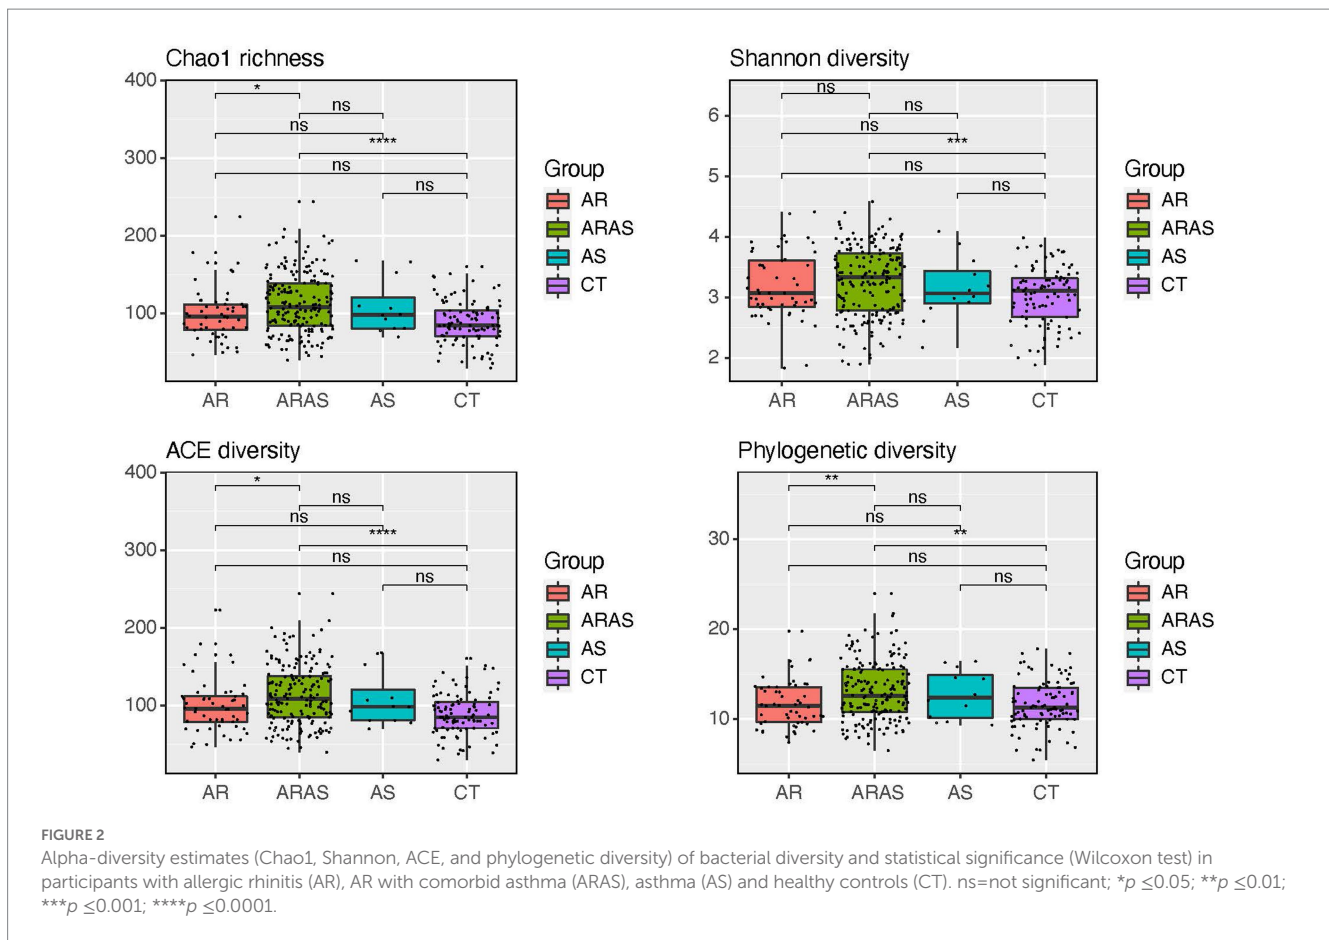 Chao1 richness
400
300
200
100
*
ns
ns
****
ns
ns
AR
ARAS
AS
CT
Group
AR
ARAS
AS
CT
Shannon diversity
6
5
4
3
2
ns
ns
ns
***
ns
ns
AR
ARAS
AS
CT
Group
AR
ARAS
AS
CT
ACE diversity
400
300
200
100
*
ns
ns
****
ns
ns
AR
ARAS
AS
CT
Group
AR
ARAS
AS
CT
Phylogenetic diversity
30
20
10
**
ns
ns
**
ns
ns
AR
ARAS
AS
CT
Group
AR
ARAS
AS
CT
FIGURE 2
Alpha-diversity estimates (Chao1, Shannon, ACE, and phylogenetic diversity) of bacterial diversity and statistical significance (Wilcoxon test) in
participants with allergic rhinitis (AR), AR with comorbid asthma (ARAS), asthma (AS) and healthy controls (CT). ns=not significant; *p ≤0.05; **p ≤0.01;
***p ≤0.001; ****p ≤0.0001.